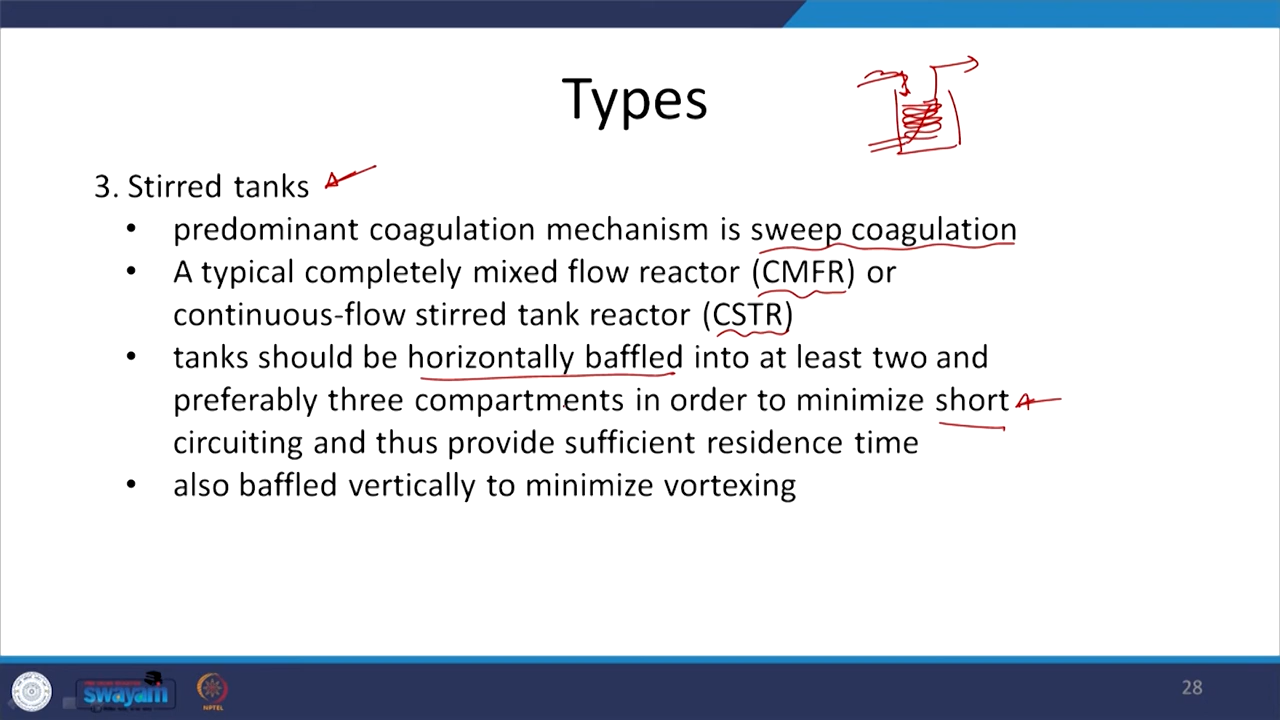 Types
3. Stirred tanks
• predominant coagulation mechanism is sweep coagulation
• A typical completely mixed flow reactor (CMFR) or
continuous-flow stirred tank reactor (CSTR)
• tanks should be horizontally baffled into at least two and
preferably three compartments in order to minimize short
circuiting and thus provide sufficient residence time
• also baffled vertically to minimize vortexing
swayam
NPTEL
28